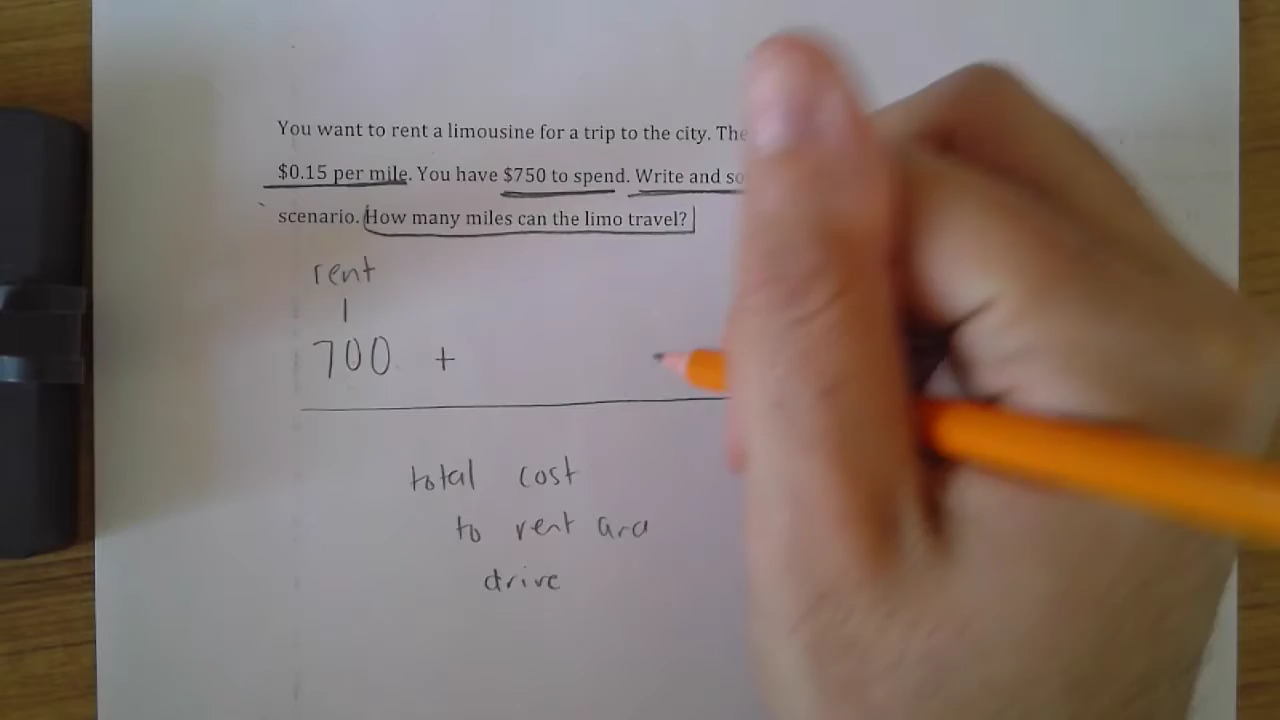 You want to rent a limousine for a trip to the city. The
$0.15 per mile. You have $750 to spend. Write and so
scenario. How many miles can the limo travel?
rent
700 +
total cost
to rent and
drive